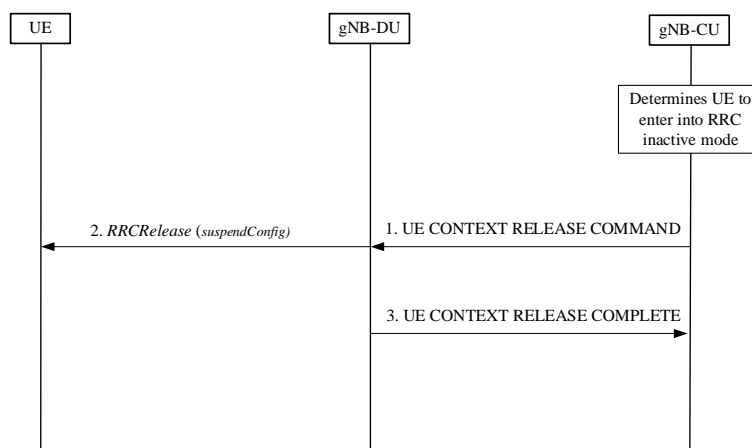 UE
gNB-DU
gNB-CU
Determines UE to
enter into RRC
inactive mode
2. RRCRelease (suspendConfig)
1. UE CONTEXT RELEASE COMMAND
3. UE CONTEXT RELEASE COMPLETE